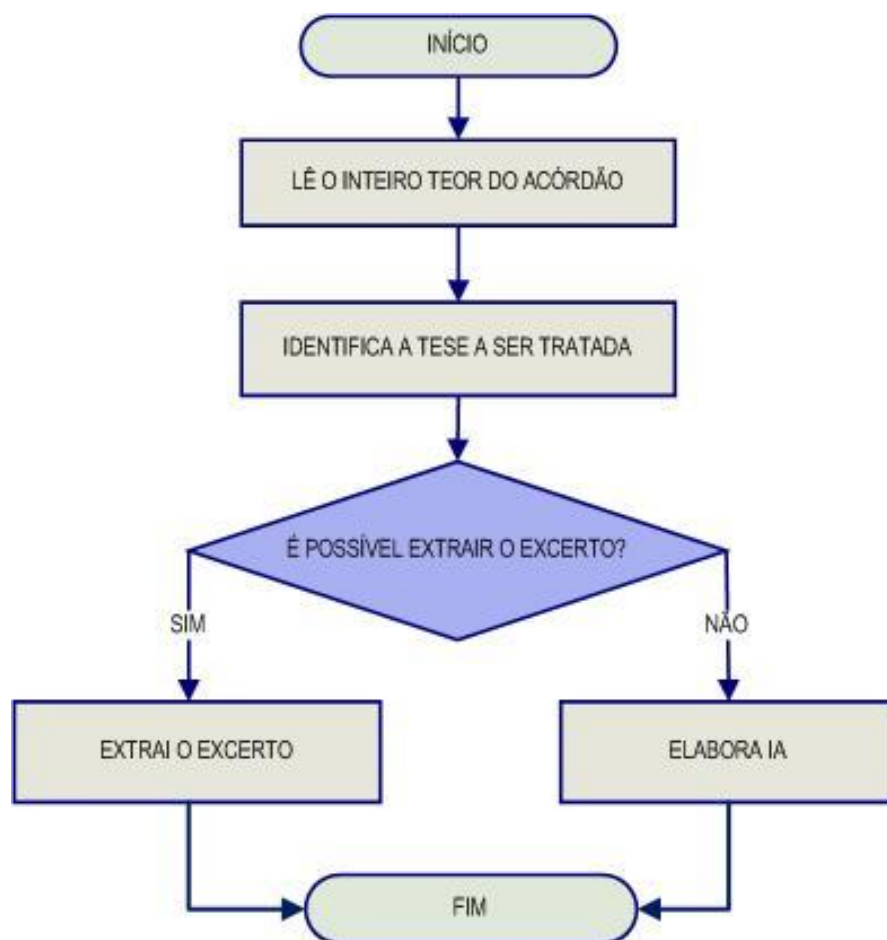 INÍCIO
LÊ O INTEIRO TEOR DO ACÓRDÃO
IDENTIFICA A TESE A SER TRATADA
É POSSÍVEL EXTRAIR O EXCERTO?
SIM
NÃO
EXTRAI O EXCERTO
ELABORA IA
FIM